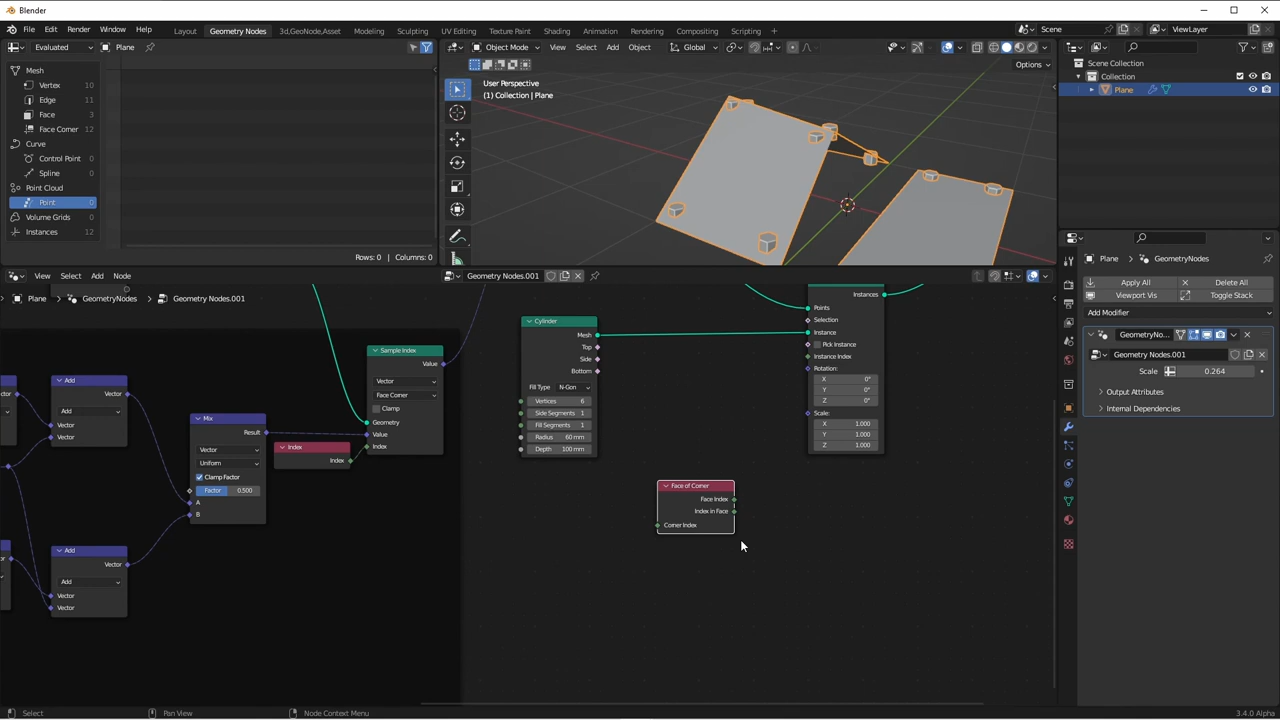 Blender
File Edit Render Window Help Layout Geometry Nodes 3d,GeoNode,Asset Modeling Sculpting UV Editing Texture Paint Shading Animation Rendering Compositing Scripting Scene ViewLayer
Evaluated Plane
Object Mode View Select Add Object Global
Options
Mesh
Vertex 10
Edge 11
Face 3
Face Corner 12
Curve
Control Point 0
Spline 0
Point Cloud
Point 0
Volume Grids 0
Instances 12
Rows: 0 | Columns: 0
User Perspective
(1) Collection | Plane
Scene Collection
Collection
Plane
View Select Add Node
Geometry Nodes.001
Plane GeometryNodes Geometry Nodes.001
Add
Vector
Add
Vector
Vector
Mix
Result
Vector
Uniform
Clamp Factor
Factor 0.500
A
B
Add
Vector
Add
Vector
Vector
Index
Index
Sample Index
Value
Vector
Face Corner
Clamp
Geometry
Value
Index
Cylinder
Mesh
Top
Side
Bottom
Fill Type N-Gon
Vertices 6
Side Segments 1
Fill Segments 1
Radius 60 mm
Depth 100 mm
Face of Corner
Face Index
Index in Face
Corner Index
Instances
Points
Selection
Instance
Pick Instance
Instance Index
Rotation:
X 0°
Y 0°
Z 0°
Scale:
X 1.000
Y 1.000
Z 1.000
Plane GeometryNodes
Apply All Delete All
Viewport Vis Toggle Stack
Add Modifier
GeometryNo...
Geometry Nodes.001
Scale 0.264
Output Attributes
Internal Dependencies
Select Pan View Node Context Menu 3.4.0 Alpha